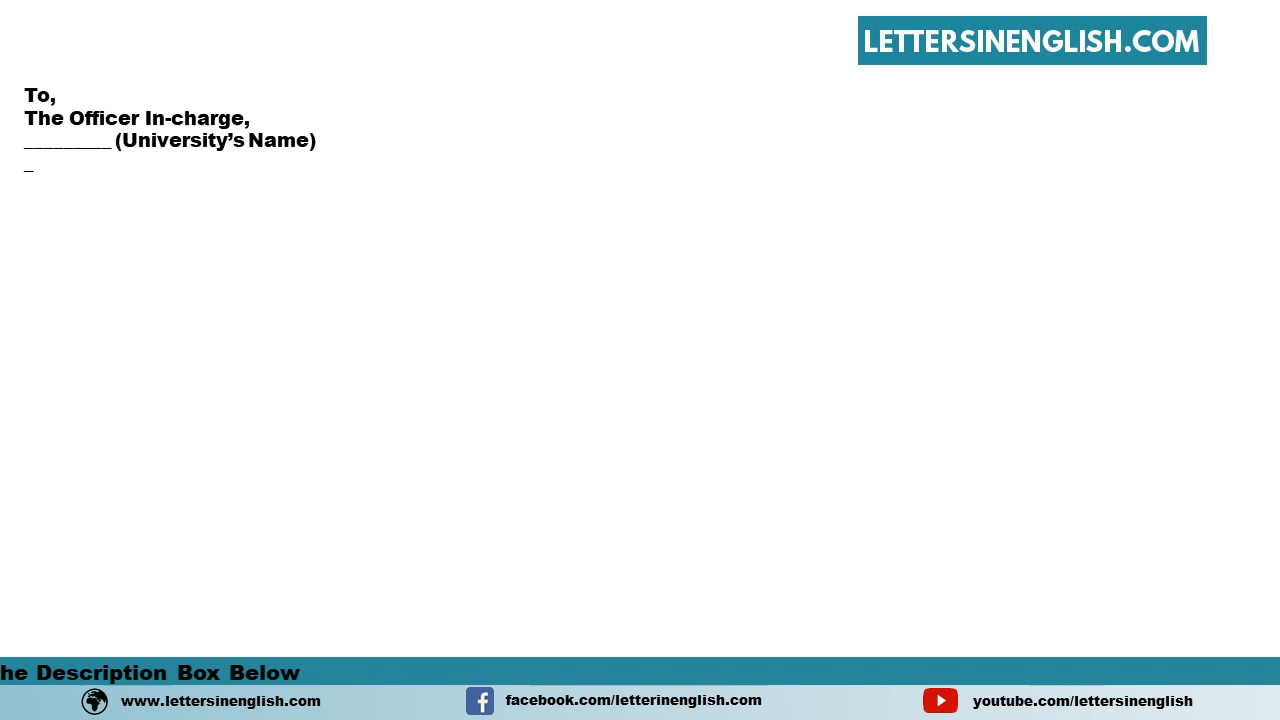 LETTERSINENGLISH.COM
To,
The Officer In-charge,
_________ (University’s Name)
_
he Description Box Below
www.lettersinenglish.com
facebook.com/letterinenglish.com
youtube.com/lettersinenglish